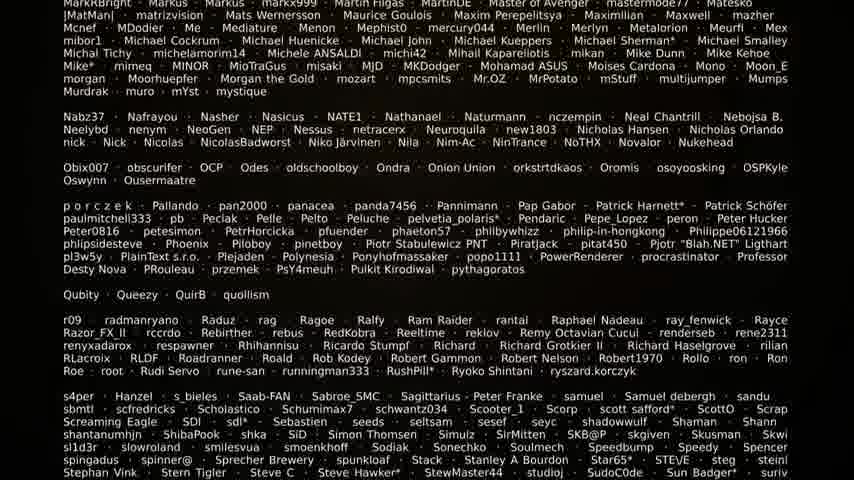 MarkRBright · Markus · Markus · markx999 · Martin Filgas · MartinDE · Master of Avenger · mastermode77 · Matesko
|MatMan| · matrizvision · Mats Wernersson · Maurice Goulois · Maxim Perepelitsya · Maximilian · Maxwell · mazher
Mcnef · MDodier · Me · Mediature · Menon · Mephist0 · mercury044 · Merlin · Merlyn · Metalorion · Meurfi · Mex
mibor1 · Michael Cockrum · Michael Huenicke · Michael John · Michael Kueppers · Michael Sherman* · Michael Smalley
Michal Tichy · michelamorim14 · Michele ANSALDI · michi42 · Mihail Kapareliotis · mikan · Mike Dunn · Mike Kehoe
Mike* · mimeq · MINOR · MioTraGus · misaki · MJD · MKDodger · Mohamad ASUS · Moises Cardona · Mono · Moon_E
morgan · Moorhuepfer · Morgan the Gold · mozart · mpcsmits · Mr.OZ · MrPotato · mStuff · multijumper · Mumps
Murdrak · muro · mYst · mystique
Nabz37 · Nafrayou · Nasher · Nasicus · NATE1 · Nathanael · Naturmann · nczempin · Neal Chantrill · Nebojsa B.
Neelybd · nenym · NeoGen · NEP · Nessus · netracerx · Neuroquila · new1803 · Nicholas Hansen · Nicholas Orlando
nick · Nick · Nicolas · NicolasBadworst · Niko Järvinen · Nila · Nim-Ac · NinTrance · NoTHX · Novalor · Nukehead
Obix007 · obscurifer · OCP · Odes · oldschoolboy · Ondra · Onion Union · orkstrtdkaos · Oromis · osoyoosking · OSPKyle
Oswynn · Ousermaatre
p o r c z e k · Pallando · pan2000 · panacea · panda7456 · Pannimann · Pap Gabor · Patrick Harnett* · Patrick Schöfer
paulmitchell333 · pb · Peciak · Pelle · Pelto · Peluche · pelvetia_polaris* · Pendaric · Pepe_Lopez · peron · Peter Hucker
Peter0816 · petesimon · PetrHorcicka · pfuender · phaeton57 · philbywhizz · philip-in-hongkong · Philippe06121966
phlipsidesteve · Phoenix · Piloboy · pinetboy · Piotr Stabulewicz PNT · PiratJack · pitat450 · Pjotr "Blah.NET" Ligthart
pl3w5y · PlainText s.r.o. · Plejaden · Polynesia · Ponyhofmassaker · popo1111 · PowerRenderer · procrastinator · Professor
Desty Nova · PRouleau · przemek · PsY4meuh · Pulkit Kirodiwal · pythagoratos
Qubity · Queezy · QuirB · quollism
r09 · radmanryano · Raduz · rag · Ragoe · Ralfy · Ram Raider · rantai · Raphael Nadeau · ray_fenwick · Rayce
Razor_FX_II · rccrdo · Rebirther · rebus · RedKobra · Reeltime · reklov · Remy Octavian Cucui · renderseb · rene2311
renyxadarox · respawner · Rhihannisu · Ricardo Stumpf · Richard · Richard Grotkier II · Richard Haselgrove · rilian
RLacroix · RLDF · Roadranner · Roald · Rob Kodey · Robert Gammon · Robert Nelson · Robert1970 · Rollo · ron · Ron
Roe · root · Rudi Servo · rune-san · runningman333 · RushPill* · Ryoko Shintani · ryszard.korczyk
s4per · Hanzel · s_bieles · Saab-FAN · Sabroe_SMC · Sagittarius - Peter Franke · samuel · Samuel debergh · sandu
sbmtl · scfredricks · Scholastico · Schumimax7 · schwantz034 · Scooter_1 · Scorp · scott safford* · ScottO · Scrap
Screaming Eagle · SDI · sdl* · Sebastien · seeds · seltsam · sesef · seyc · shadowwulf · Shaman · Shann
shantanumhjn · ShibaPook · shka · SiD · Simon Thomsen · Simulz · SirMitten · SKB@P · skgiven · Skusman · Skwi
sl1d3r · slowroland · smilesvua · smoenkhoff · Sodiak · Sonechko · Soulmech · Speedbump · Speedy · Spencer
spingadus · spinner@ · Sprecher Brewery · spunkloaf · Stack · Stanley A Bourdon · Star65* · STE\/E · steg · steinl
Stephan Vink · Stern Tigler · Steve C · Steve Hawker* · StewMaster44 · studioj · SudoC0de · Sun Badger* · suriv